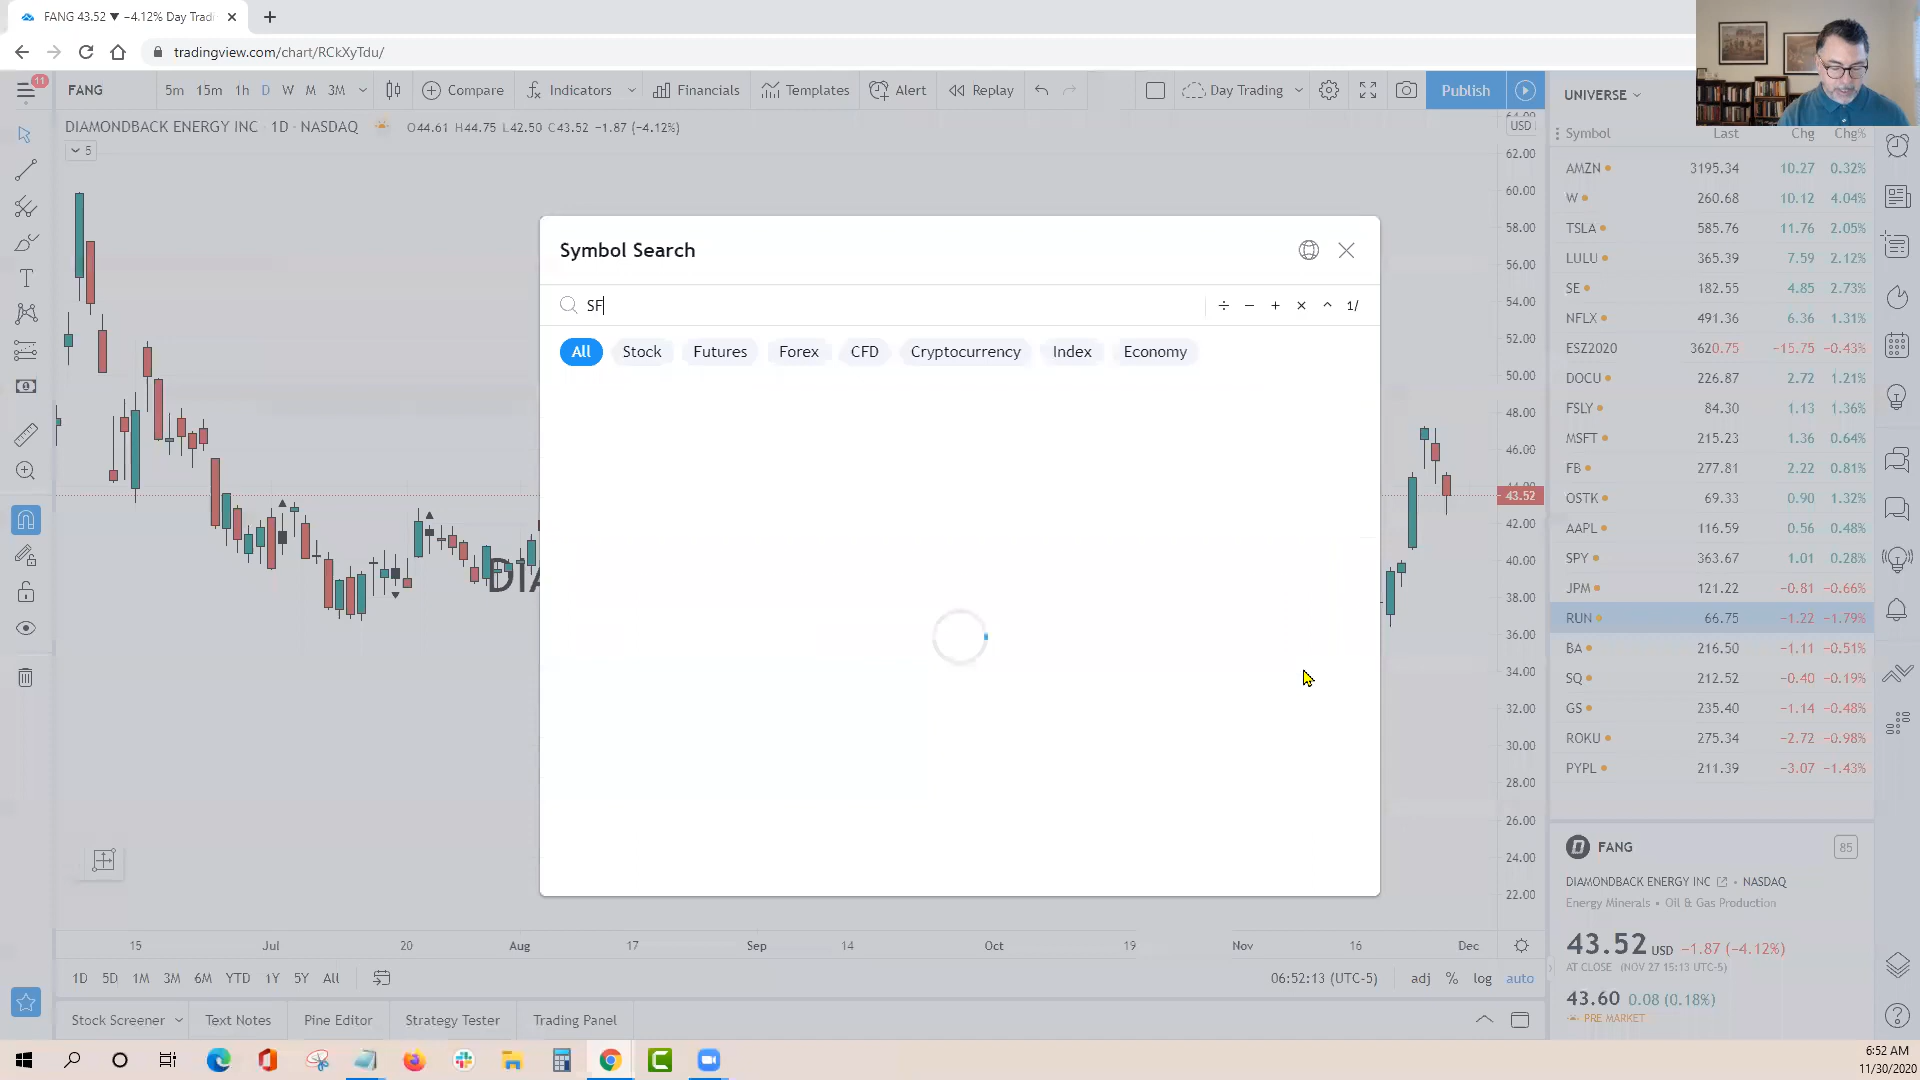 FANG 43.52 ▼ −4.12% Day Trad
tradingview.com/chart/RCkXyTdu/
11
FANG 5m 15m 1h D W M 3M Compare Indicators Financials Templates Alert Replay Day Trading Publish
DIAMONDBACK ENERGY INC · 1D · NASDAQ O44.61 H44.75 L42.50 C43.52 −1.87 (−4.12%)
5
Symbol Search
SF ÷ − + × ^ 1/
All Stock Futures Forex CFD Cryptocurrency Index Economy
DIA
USD
62.00
60.00
58.00
56.00
54.00
52.00
50.00
48.00
46.00
43.52
42.00
40.00
38.00
36.00
34.00
32.00
30.00
28.00
26.00
24.00
22.00
15 Jul 20 Aug 17 Sep 14 Oct 19 Nov 16 Dec
1D 5D 1M 3M 6M YTD 1Y 5Y All 06:52:13 (UTC-5) adj % log auto
Stock Screener Text Notes Pine Editor Strategy Tester Trading Panel
UNIVERSE
Symbol Last Chg Chg%
AMZN 3195.34 10.27 0.32%
W 260.68 10.12 4.04%
TSLA 585.76 11.76 2.05%
LULU 365.39 7.59 2.12%
SE 182.55 4.85 2.73%
NFLX 491.36 6.36 1.31%
ESZ2020 3620.75 −15.75 −0.43%
DOCU 226.87 2.72 1.21%
FSLY 84.30 1.13 1.36%
MSFT 215.23 1.36 0.64%
FB 277.81 2.22 0.81%
OSTK 69.33 0.90 1.32%
AAPL 116.59 0.56 0.48%
SPY 363.67 1.01 0.28%
JPM 121.22 −0.81 −0.66%
RUN 66.75 −1.22 −1.79%
BA 216.50 −1.11 −0.51%
SQ 212.52 −0.40 −0.19%
GS 235.40 −1.14 −0.48%
ROKU 275.34 −2.72 −0.98%
PYPL 211.39 −3.07 −1.43%
FANG 85
DIAMONDBACK ENERGY INC • NASDAQ
Energy Minerals • Oil & Gas Production
43.52 USD −1.87 (−4.12%)
AT CLOSE (NOV 27 15:13 UTC-5)
43.60 0.08 (0.18%)
PRE MARKET
6:52 AM
11/30/2020